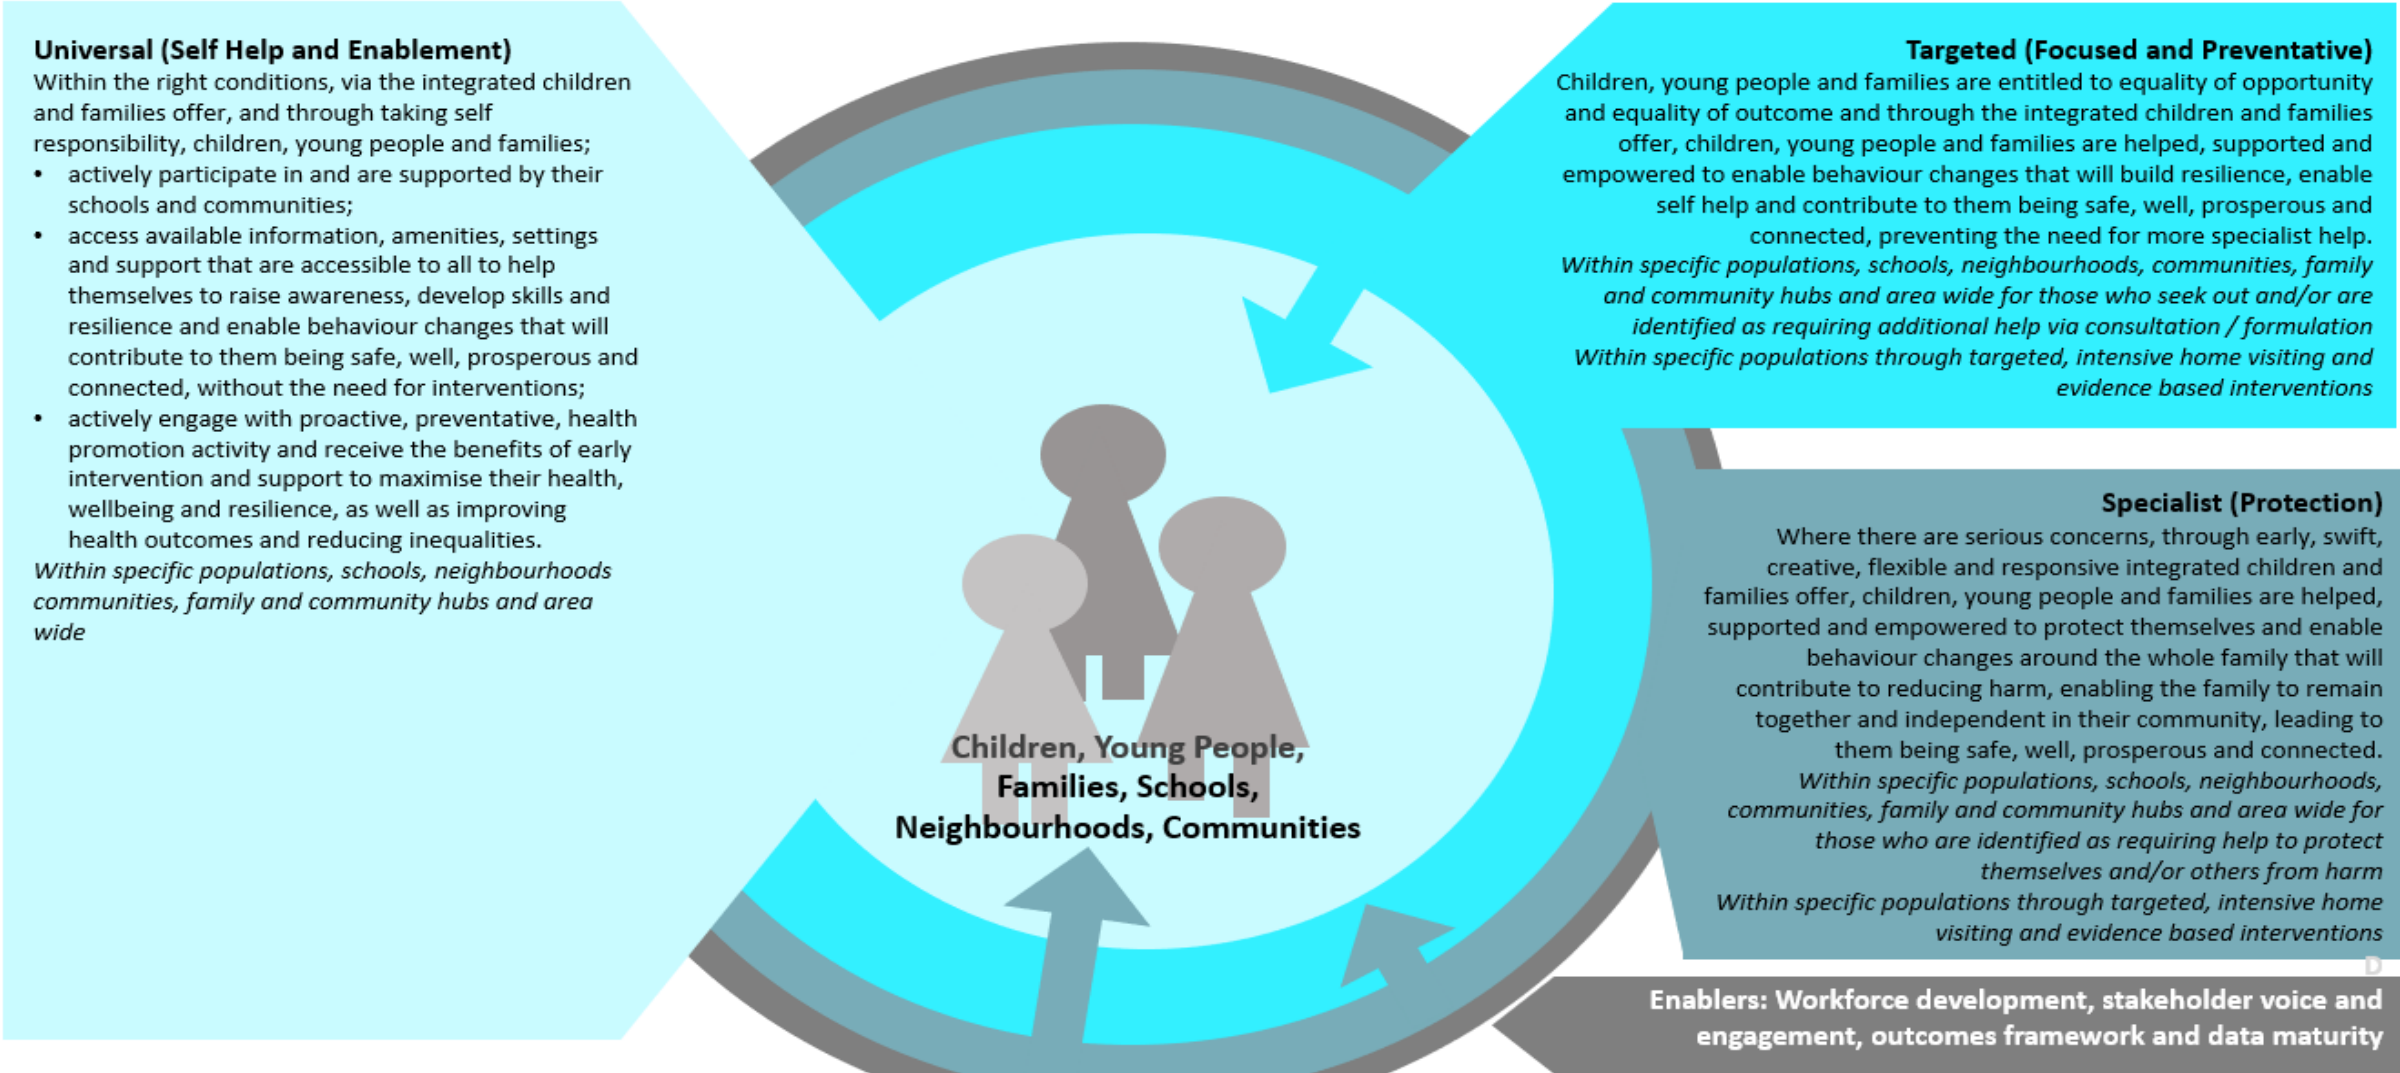 Universal (Self Help and Enablement)
Within the right conditions, via the integrated children
and families offer, and through taking self
responsibility, children, young people and families;
• actively participate in and are supported by their
schools and communities;
• access available information, amenities, settings
and support that are accessible to all to help
themselves to raise awareness, develop skills and
resilience and enable behaviour changes that will
contribute to them being safe, well, prosperous and
connected, without the need for interventions;
• actively engage with proactive, preventative, health
promotion activity and receive the benefits of early
intervention and support to maximise their health,
wellbeing and resilience, as well as improving
health outcomes and reducing inequalities.
Within specific populations, schools, neighbourhoods
communities, family and community hubs and area
wide
Children, Young People,
Families, Schools,
Neighbourhoods, Communities
Targeted (Focused and Preventative)
Children, young people and families are entitled to equality of opportunity
and equality of outcome and through the integrated children and families
offer, children, young people and families are helped, supported and
empowered to enable behaviour changes that will build resilience, enable
self help and contribute to them being safe, well, prosperous and
connected, preventing the need for more specialist help.
Within specific populations, schools, neighbourhoods, communities, family
and community hubs and area wide for those who seek out and/or are
identified as requiring additional help via consultation / formulation
Within specific populations through targeted, intensive home visiting and
evidence based interventions
Specialist (Protection)
Where there are serious concerns, through early, swift,
creative, flexible and responsive integrated children and
families offer, children, young people and families are helped,
supported and empowered to protect themselves and enable
behaviour changes around the whole family that will
contribute to reducing harm, enabling the family to remain
together and independent in their community, leading to
them being safe, well, prosperous and connected.
Within specific populations, schools, neighbourhoods,
communities, family and community hubs and area wide for
those who are identified as requiring help to protect
themselves and/or others from harm
Within specific populations through targeted, intensive home
visiting and evidence based interventions
D
Enablers: Workforce development, stakeholder voice and
engagement, outcomes framework and data maturity